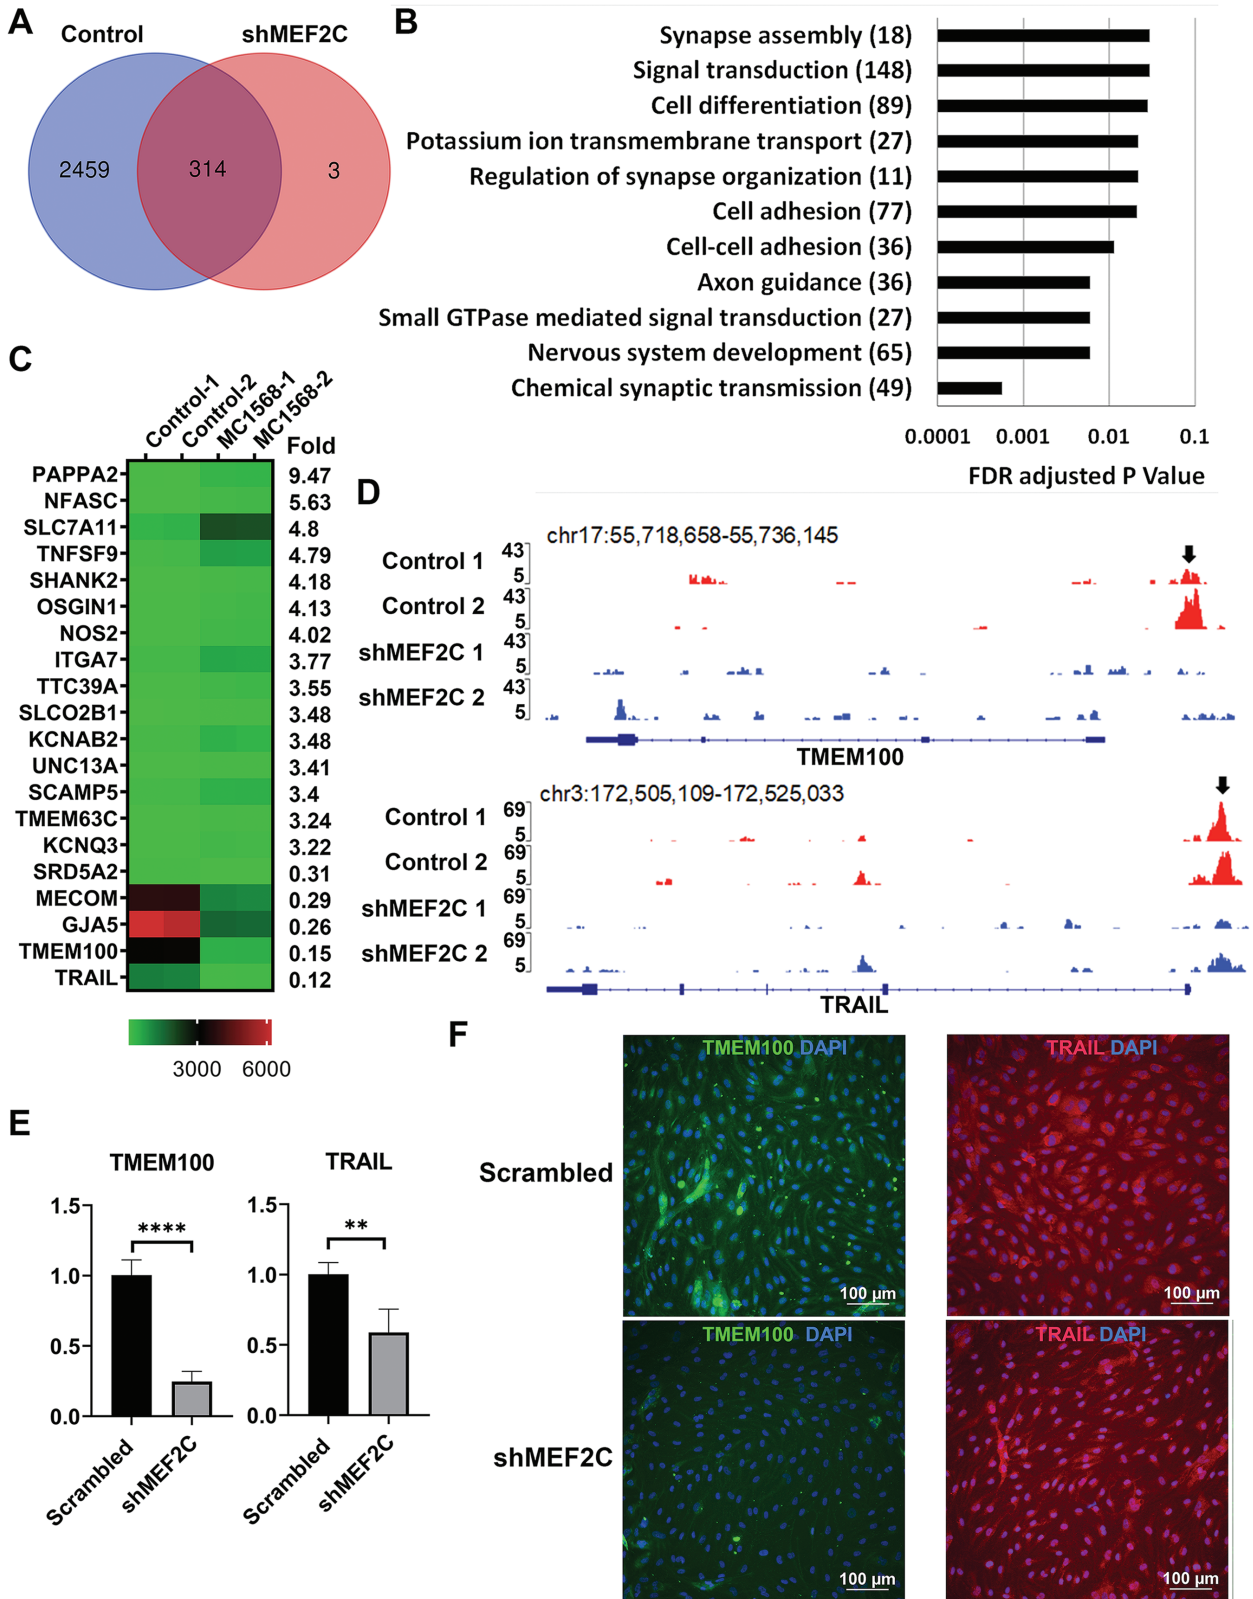 A
Control
shMEF2C
2459
314
3
B
Synapse assembly (18)
Signal transduction (148)
Cell differentiation (89)
Potassium ion transmembrane transport (27)
Regulation of synapse organization (11)
Cell adhesion (77)
Cell-cell adhesion (36)
Axon guidance (36)
Small GTPase mediated signal transduction (27)
Nervous system development (65)
Chemical synaptic transmission (49)
0.0001 0.001 0.01 0.1
FDR adjusted P Value
C
Control-1
Control-2
MC1568-1
MC1568-2
Fold
PAPPA2 9.47
NFASC 5.63
SLC7A11 4.8
TNFSF9 4.79
SHANK2 4.18
OSGIN1 4.13
NOS2 4.02
ITGA7 3.77
TTC39A 3.55
SLCO2B1 3.48
KCNAB2 3.48
UNC13A 3.41
SCAMP5 3.4
TMEM63C 3.24
KCNQ3 3.22
SRD5A2 0.31
MECOM 0.29
GJA5 0.26
TMEM100 0.15
TRAIL 0.12
3000 6000
D
chr17:55,718,658-55,736,145
Control 1 43
5
Control 2 43
5
shMEF2C 1 43
5
shMEF2C 2 43
5
TMEM100
chr3:172,505,109-172,525,033
Control 1 69
5
Control 2 69
5
shMEF2C 1 69
5
shMEF2C 2 69
5
TRAIL
E
TMEM100
1.5
1.0
0.5
0.0
****
Scrambled
shMEF2C
TRAIL
1.5
1.0
0.5
0.0
**
Scrambled
shMEF2C
F
Scrambled
TMEM100 DAPI
100 µm
TRAIL DAPI
100 µm
shMEF2C
TMEM100 DAPI
100 µm
TRAIL DAPI
100 µm